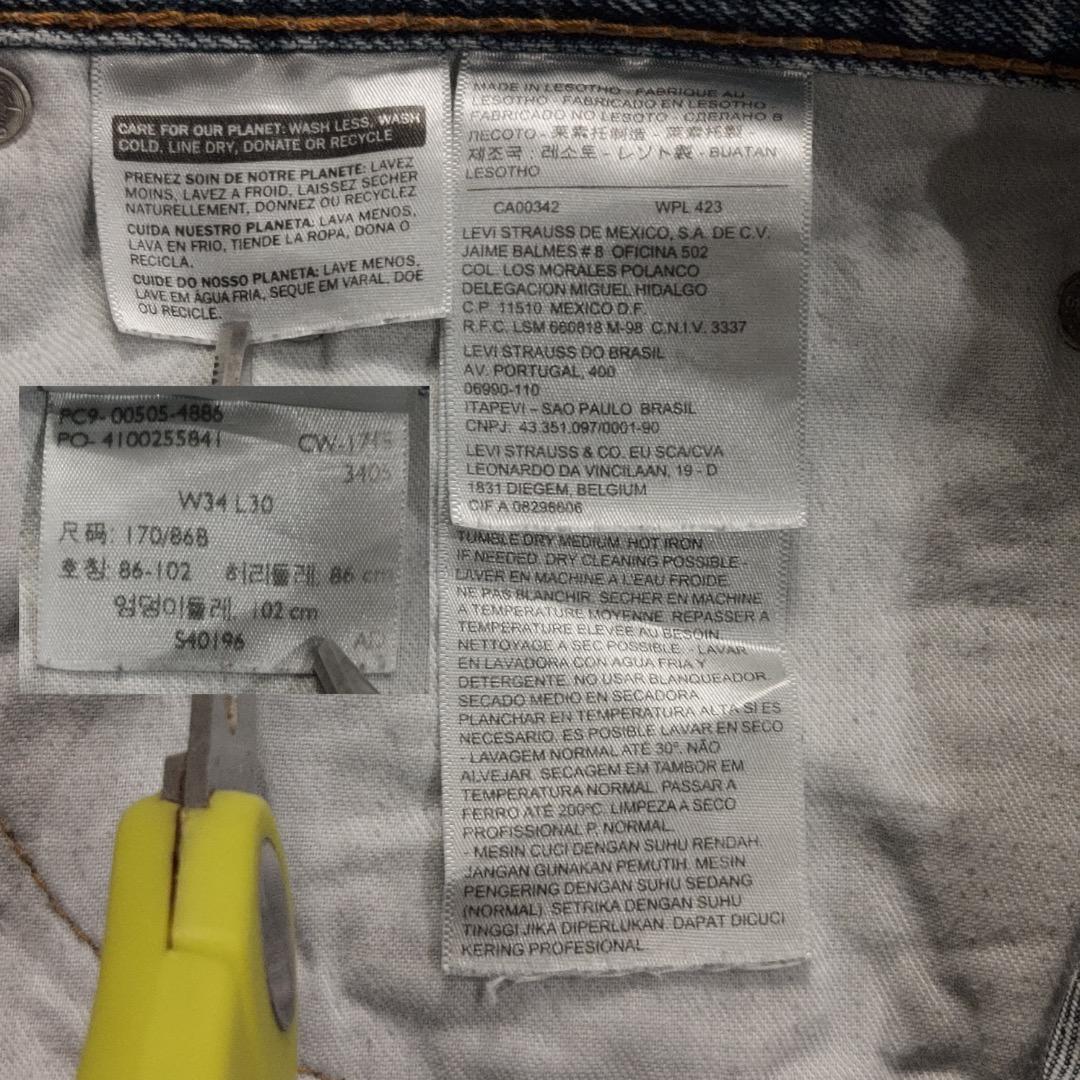 CARE FOR OUR PLANET: WASH LESS, WASH
COLD, LINE DRY, DONATE OR RECYCLE
PRENEZ SOIN DE NOTRE PLANETE: LAVEZ
MOINS, LAVEZ A FROID, LAISSEZ SECHER
NATURELLEMENT, DONNEZ OU RECYCLEZ
CUIDA NUESTRO PLANETA: LAVA MENOS,
LAVA EN FRIO, TIENDE LA ROPA, DONA O
RECICLA.
CUIDE DO NOSSO PLANETA: LAVE MENOS,
LAVE EM ÁGUA FRIA, SEQUE EM VARAL, DOE
OU RECICLE.
PC9- 00505-4886
PO- 4100255841 CW-1745
3405
W34 L30
尺码: 170/86B
호칭: 86-102 허리둘레. 86 cm
엉덩이둘레. 102 cm
S40196
MADE IN LESOTHO - FABRIQUE AU
LESOTHO - FABRICADO EN LESOTHO -
FABRICADO NO LESOTO - СДЕЛАНО В
ЛЕСОТО - 莱索托制造 - 萊索托製 -
제조국 : 레소토 - レソト製 - BUATAN
LESOTHO
CA00342 WPL 423
LEVI STRAUSS DE MEXICO, S.A. DE C.V.
JAIME BALMES # 8 OFICINA 502
COL. LOS MORALES POLANCO
DELEGACION MIGUEL HIDALGO
C.P. 11510 MEXICO D.F.
R.F.C. LSM 660818 M-98 C.N.I.V. 3337
LEVI STRAUSS DO BRASIL
AV. PORTUGAL, 400
06990-110
ITAPEVI – SAO PAULO BRASIL
CNPJ: 43.351.097/0001-90
LEVI STRAUSS & CO. EU SCA/CVA
LEONARDO DA VINCILAAN, 19 - D
1831 DIEGEM, BELGIUM
CIF A 08298606
TUMBLE DRY MEDIUM. HOT IRON
IF NEEDED. DRY CLEANING POSSIBLE -
LAVER EN MACHINE A L'EAU FROIDE.
NE PAS BLANCHIR. SECHER EN MACHINE
A TEMPERATURE MOYENNE. REPASSER A
TEMPERATURE ELEVEE AU BESOIN.
NETTOYAGE A SEC POSSIBLE. - LAVAR
EN LAVADORA CON AGUA FRIA Y
DETERGENTE. NO USAR BLANQUEADOR.
SECADO MEDIO EN SECADORA.
PLANCHAR EN TEMPERATURA ALTA SI ES
NECESARIO. ES POSIBLE LAVAR EN SECO
- LAVAGEM NORMAL ATÉ 30°. NÃO
ALVEJAR. SECAGEM EM TAMBOR EM
TEMPERATURA NORMAL. PASSAR A
FERRO ATÉ 200ºC. LIMPEZA A SECO
PROFISSIONAL P, NORMAL.
- MESIN CUCI DENGAN SUHU RENDAH.
JANGAN GUNAKAN PEMUTIH. MESIN
PENGERING DENGAN SUHU SEDANG
(NORMAL). SETRIKA DENGAN SUHU
TINGGI JIKA DIPERLUKAN. DAPAT DICUCI
KERING PROFESIONAL